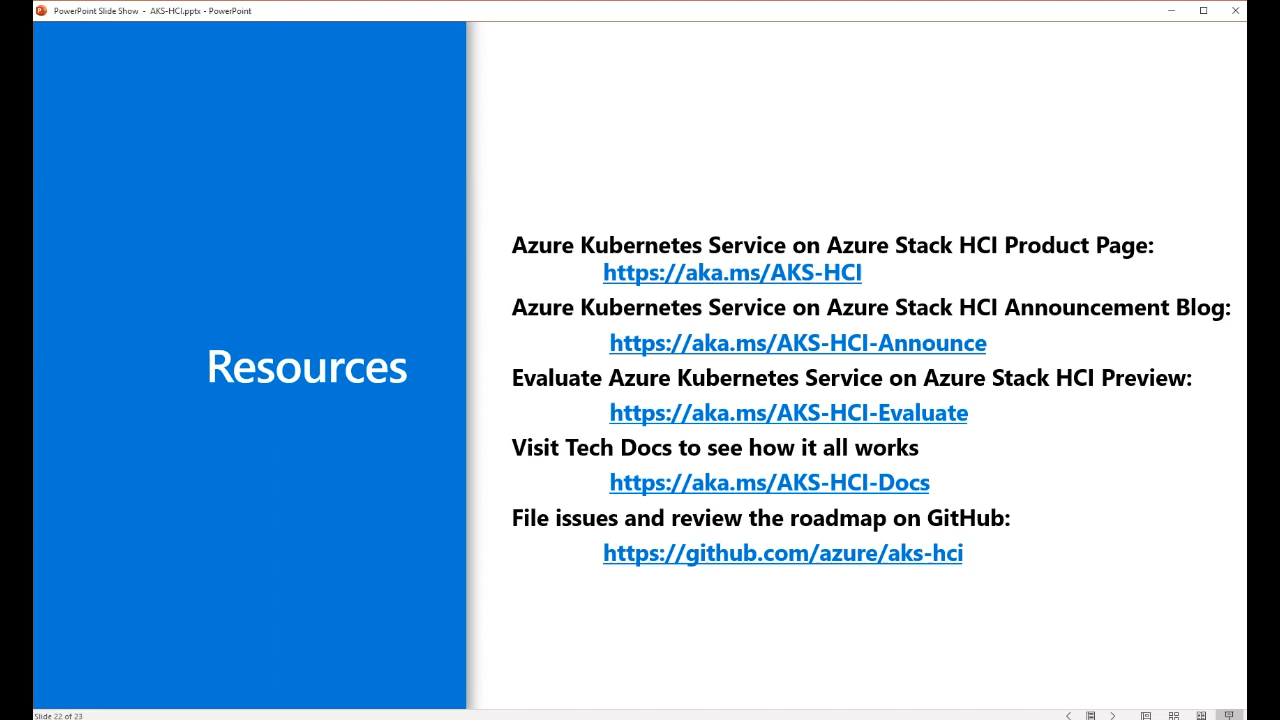 PowerPoint Slide Show - AKS-HCI.pptx - PowerPoint
Resources
Azure Kubernetes Service on Azure Stack HCI Product Page:
https://aka.ms/AKS-HCI
Azure Kubernetes Service on Azure Stack HCI Announcement Blog:
https://aka.ms/AKS-HCI-Announce
Evaluate Azure Kubernetes Service on Azure Stack HCI Preview:
https://aka.ms/AKS-HCI-Evaluate
Visit Tech Docs to see how it all works
https://aka.ms/AKS-HCI-Docs
File issues and review the roadmap on GitHub:
https://github.com/azure/aks-hci
Slide 22 of 23